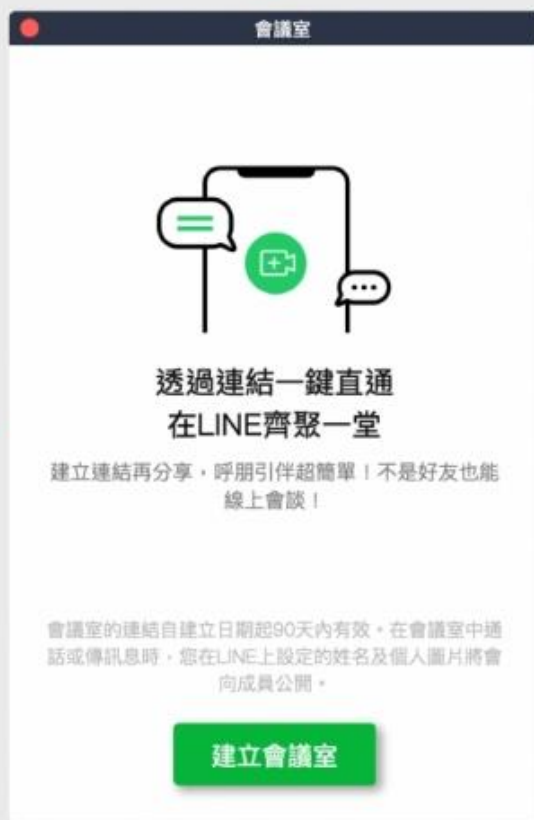 會議室
透過連結一鍵直通
在LINE齊聚一堂
建立連結再分享，呼朋引伴超簡單！不是好友也能
線上會談！
會議室的連結自建立日期起90天內有效。在會議室中通
話或傳訊息時，您在LINE上設定的姓名及個人圖片將會
向成員公開。
建立會議室